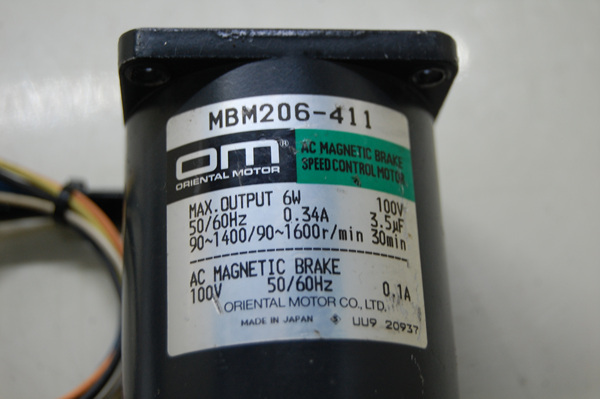 MBM206-411
OM®
ORIENTAL MOTOR
AC MAGNETIC BRAKE
SPEED CONTROL MOTOR
MAX. OUTPUT 6W 100V
50/60Hz 0.34A 3.5µF
90~1400/90~1600r/min 30min
AC MAGNETIC BRAKE
100V 50/60Hz 0.1A
ORIENTAL MOTOR CO., LTD.
MADE IN JAPAN UU9 20937